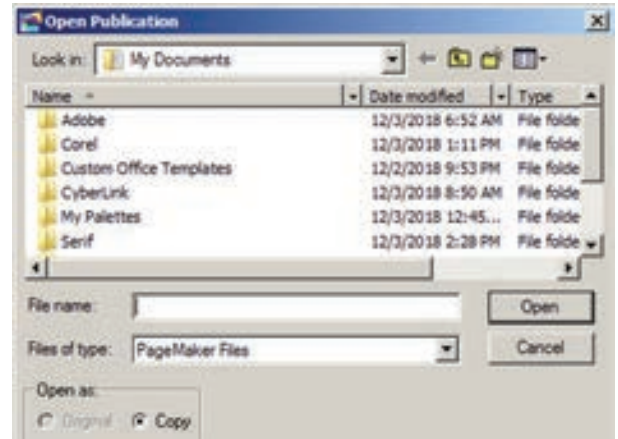 Open Publication
Look in: My Documents
Name Date modified Type
Adobe 12/3/2018 6:52 AM File folde
Corel 12/3/2018 1:11 PM File folde
Custom Office Templates 12/2/2018 9:53 PM File folde
CyberLink 12/3/2018 8:50 AM File folde
My Palettes 12/3/2018 12:45... File folde
Serif 12/3/2018 2:28 PM File folde
File name: Open
Files of type: PageMaker Files Cancel
Open as:
Original Copy